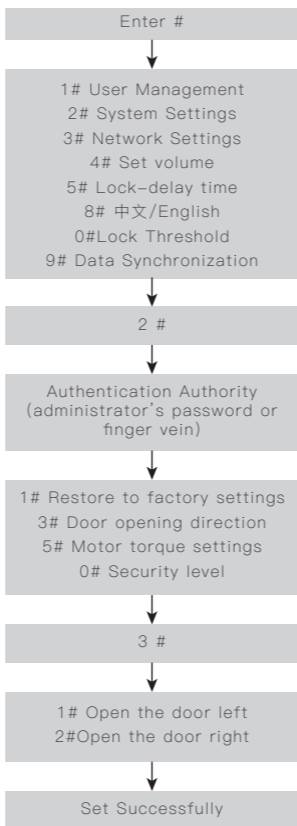 Enter #
1# User Management
2# System Settings
3# Network Settings
4# Set volume
5# Lock-delay time
8# 中文/English
0#Lock Threshold
9# Data Synchronization
2 #
Authentication Authority
(administrator's password or
finger vein)
1# Restore to factory settings
3# Door opening direction
5# Motor torque settings
0# Security level
3 #
1# Open the door left
2#Open the door right
Set Successfully